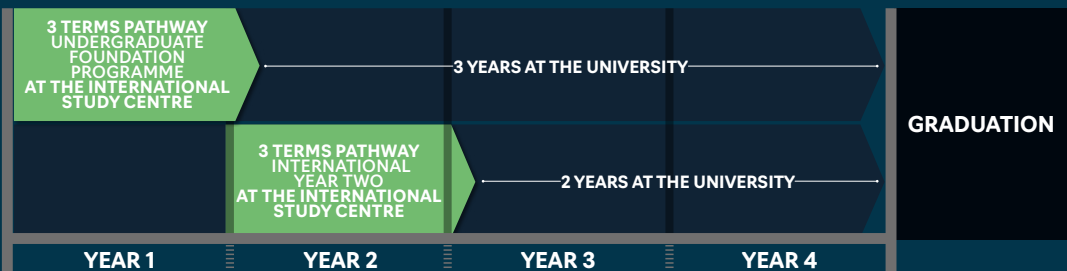 3 TERMS PATHWAY
UNDERGRADUATE
FOUNDATION
PROGRAMME
AT THE INTERNATIONAL
STUDY CENTRE
3 YEARS AT THE UNIVERSITY
GRADUATION
3 TERMS PATHWAY
INTERNATIONAL
YEAR TWO
AT THE INTERNATIONAL
STUDY CENTRE
2 YEARS AT THE UNIVERSITY
YEAR 1
YEAR 2
YEAR 3
YEAR 4